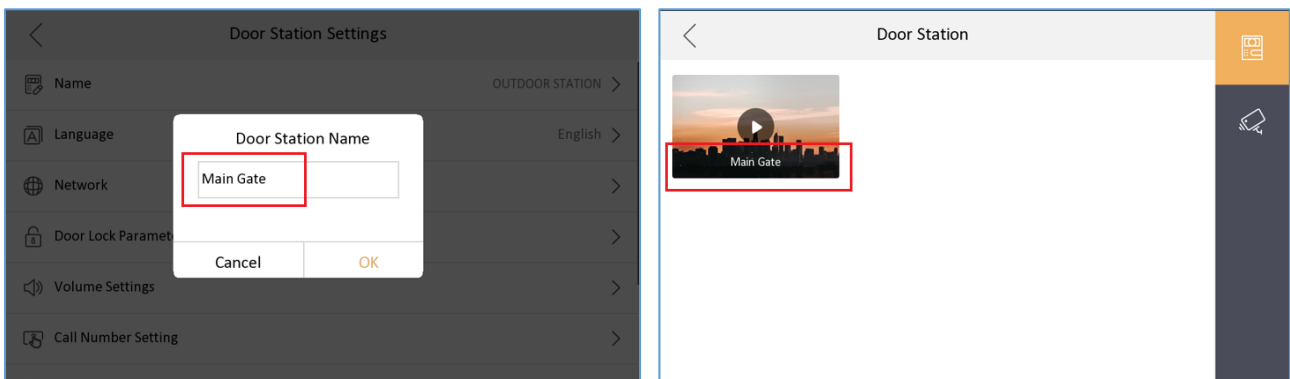 Door Station Settings
Name
OUTDOOR STATION
Language
English
Network
Door Lock Paramet
Volume Settings
Call Number Setting
Door Station Name
Main Gate
Cancel
OK
Door Station
Main Gate